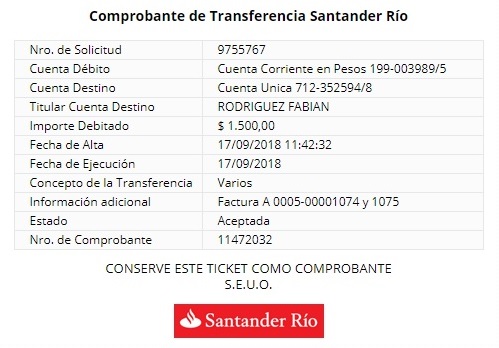 Comprobante de Transferencia Santander Río
Nro. de Solicitud 9755767
Cuenta Débito Cuenta Corriente en Pesos 199-003989/5
Cuenta Destino Cuenta Unica 712-352594/8
Titular Cuenta Destino RODRIGUEZ FABIAN
Importe Debitado $ 1.500,00
Fecha de Alta 17/09/2018 11:42:32
Fecha de Ejecución 17/09/2018
Concepto de la Transferencia Varios
Información adicional Factura A 0005-00001074 y 1075
Estado Aceptada
Nro. de Comprobante 11472032
CONSERVE ESTE TICKET COMO COMPROBANTE
S.E.U.O.
Santander Río